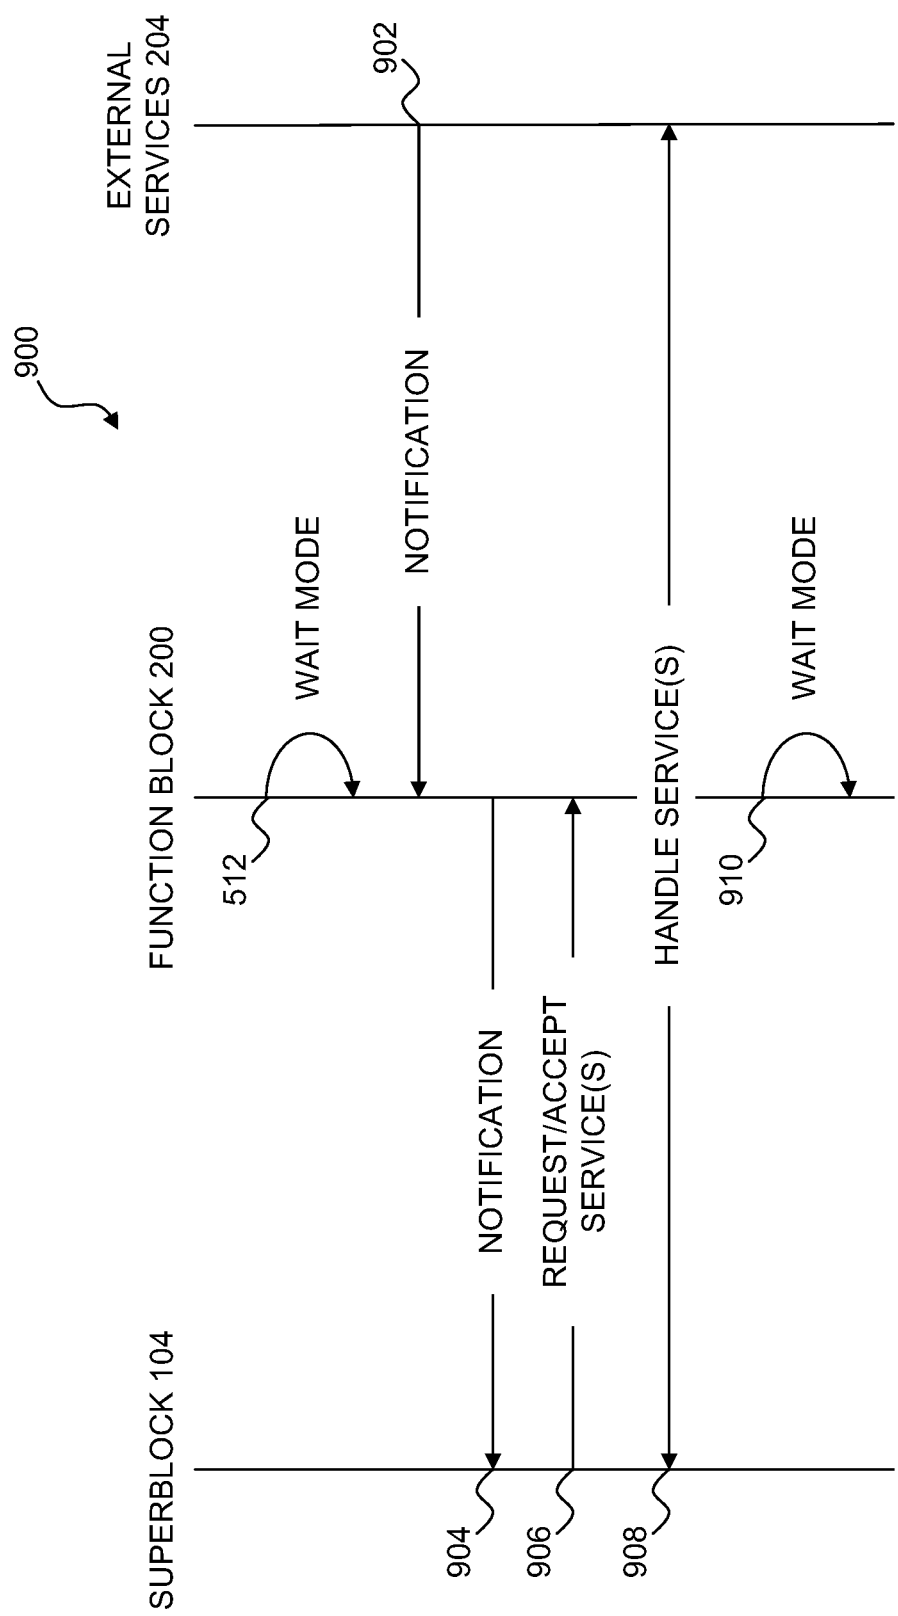 900
SUPERBLOCK 104
FUNCTION BLOCK 200
EXTERNAL
SERVICES 204
512
WAIT MODE
902
NOTIFICATION
904
NOTIFICATION
906
REQUEST/ACCEPT
SERVICE(S)
908
HANDLE SERVICE(S)
910
WAIT MODE